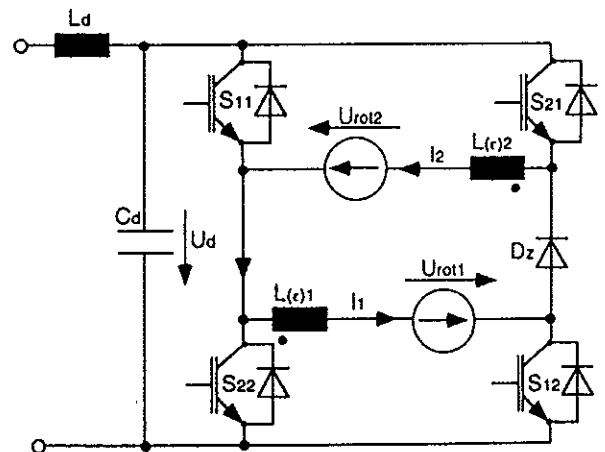 Ld
S11
S21
Urot2
I2
L(r)2
Cd
Ud
Dz
Urot1
L(ε)1
I1
S22
S12